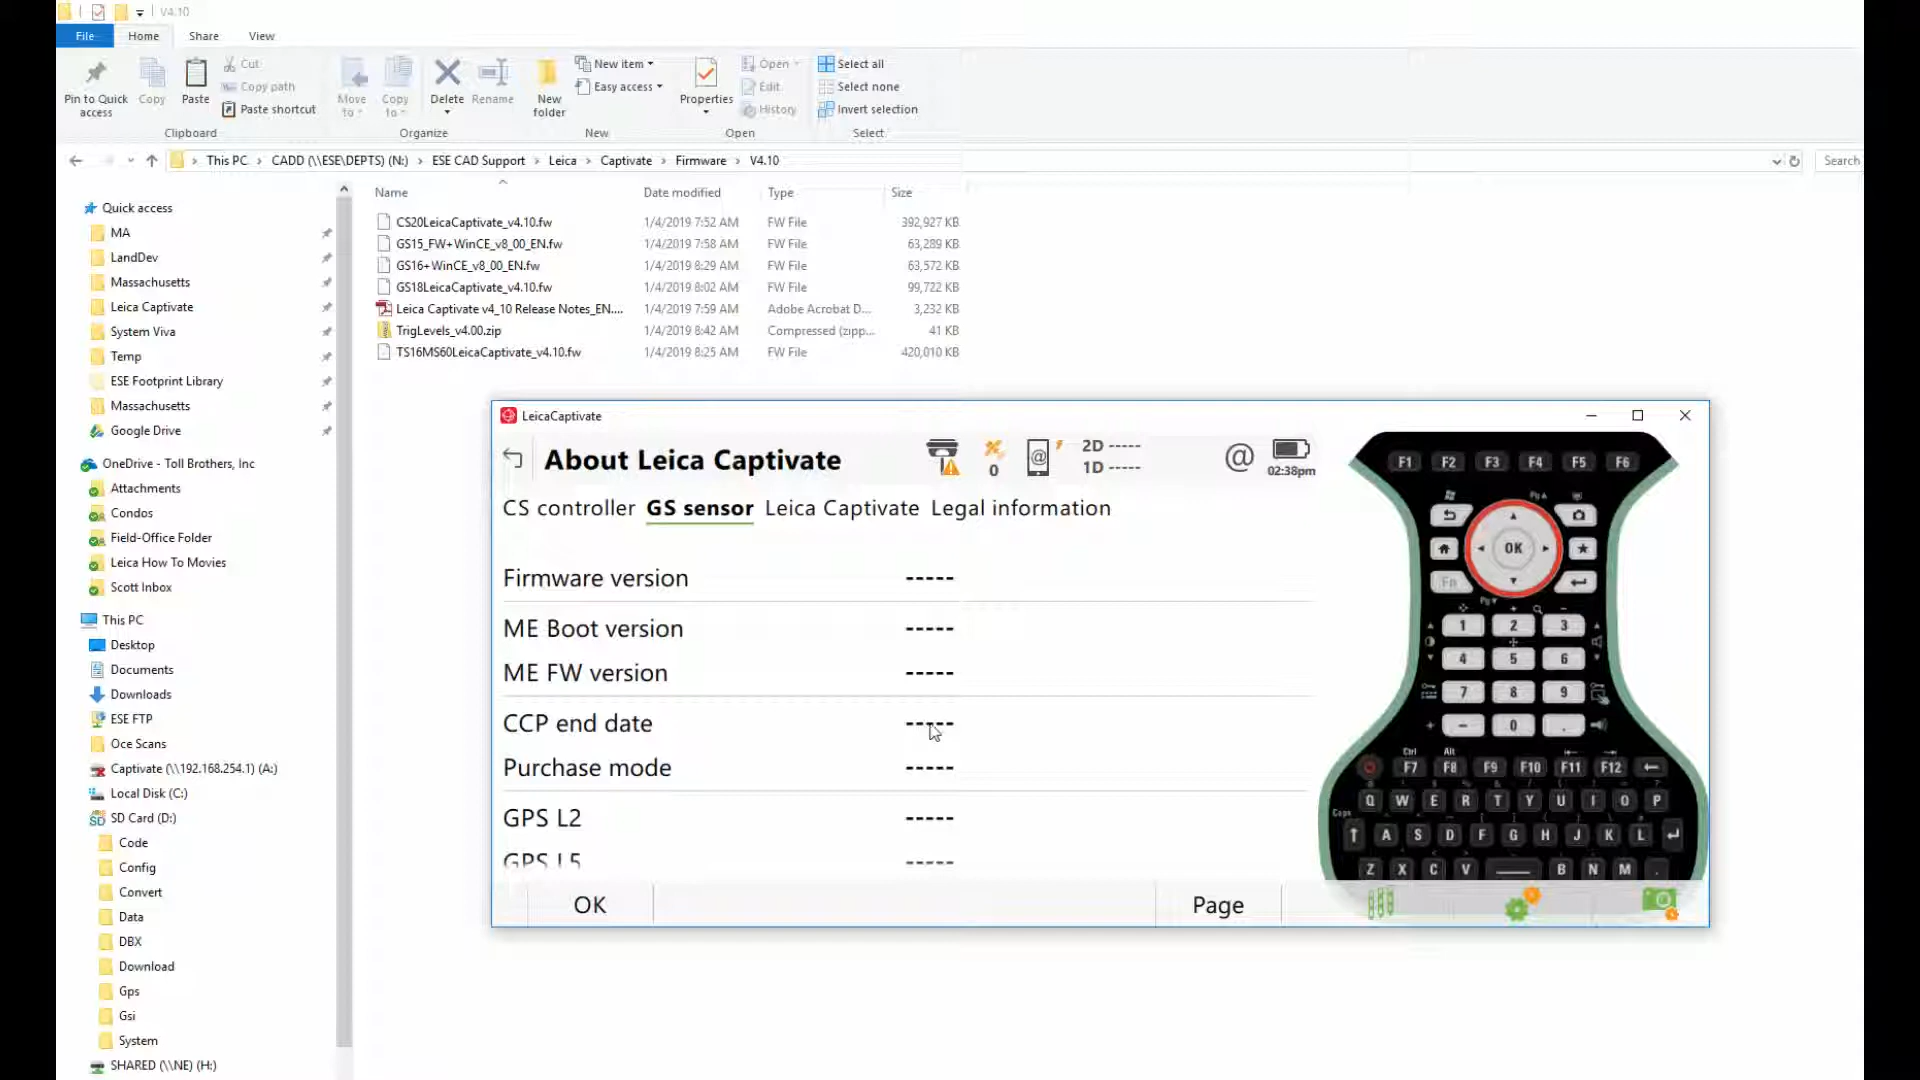 V4.10
File Home Share View
Pin to Quick access
Copy
Paste
Cut
Copy path
Paste shortcut
Clipboard
Move to
Copy to
Delete
Rename
Organize
New folder
New item
Easy access
New
Properties
Open
Edit
History
Open
Select all
Select none
Invert selection
Select
This PC > CADD (\\ESE\DEPTS) (N:) > ESE CAD Support > Leica > Captivate > Firmware > V4.10
Search
Name Date modified Type Size
CS20LeicaCaptivate_v4.10.fw 1/4/2019 7:52 AM FW File 392,927 KB
GS15_FW+WinCE_v8_00_EN.fw 1/4/2019 7:58 AM FW File 63,289 KB
GS16+WinCE_v8_00_EN.fw 1/4/2019 8:29 AM FW File 63,572 KB
GS18LeicaCaptivate_v4.10.fw 1/4/2019 8:02 AM FW File 99,722 KB
Leica Captivate v4_10 Release Notes_EN.... 1/4/2019 7:59 AM Adobe Acrobat D... 3,232 KB
TrigLevels_v4.00.zip 1/4/2019 8:42 AM Compressed (zipp... 41 KB
TS16MS60LeicaCaptivate_v4.10.fw 1/4/2019 8:25 AM FW File 420,010 KB
Quick access
MA
LandDev
Massachusetts
Leica Captivate
System Viva
Temp
ESE Footprint Library
Massachusetts
Google Drive
OneDrive - Toll Brothers, Inc
Attachments
Condos
Field-Office Folder
Leica How To Movies
Scott Inbox
This PC
Desktop
Documents
Downloads
ESE FTP
Oce Scans
Captivate (\\192.168.254.1) (A:)
Local Disk (C:)
SD Card (D:)
Code
Config
Convert
Data
DBX
Download
Gps
Gsi
System
SHARED (\\NE) (H:)
LeicaCaptivate
About Leica Captivate
0
2D -----
1D -----
@
02:38pm
CS controller GS sensor Leica Captivate Legal information
Firmware version -----
ME Boot version -----
ME FW version -----
CCP end date -----
Purchase mode -----
GPS L2 -----
GPS L5 -----
OK Page
F1 F2 F3 F4 F5 F6
OK
Fn
1 2 3
4 5 6
7 8 9
- 0 .
Ctrl Alt
F7 F8 F9 F10 F11 F12
Q W E R T Y U I O P
Caps
A S D F G H J K L
Z X C V B N M .